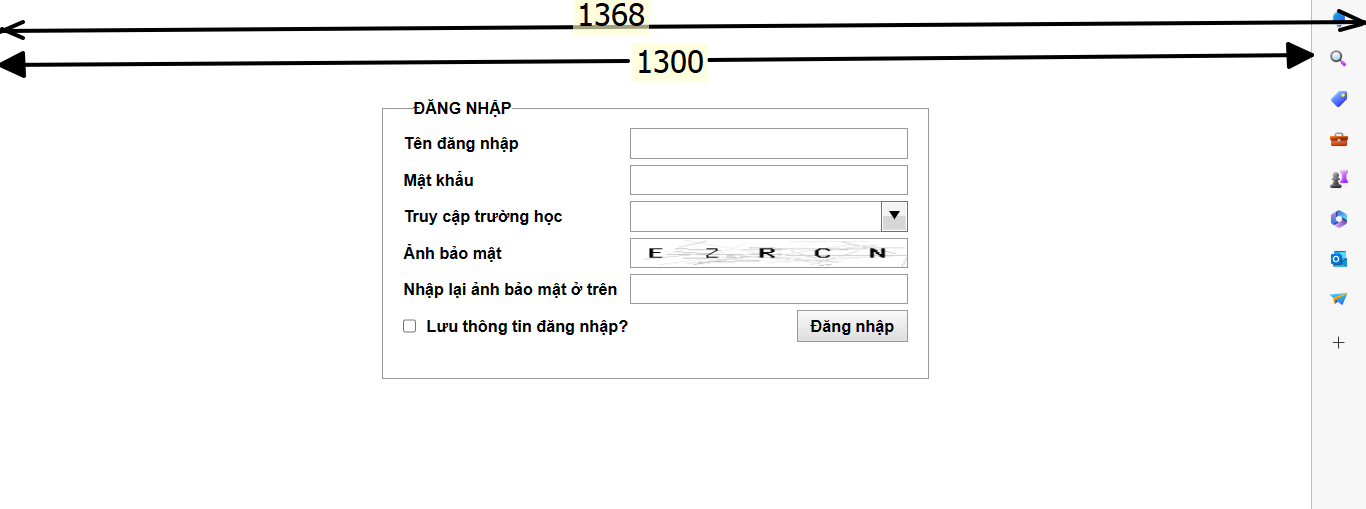 1368
1300
ĐĂNG NHẬP
Tên đăng nhập
Mật khẩu
Truy cập trường học
Ảnh bảo mật E Z R C N
Nhập lại ảnh bảo mật ở trên
Lưu thông tin đăng nhập? Đăng nhập